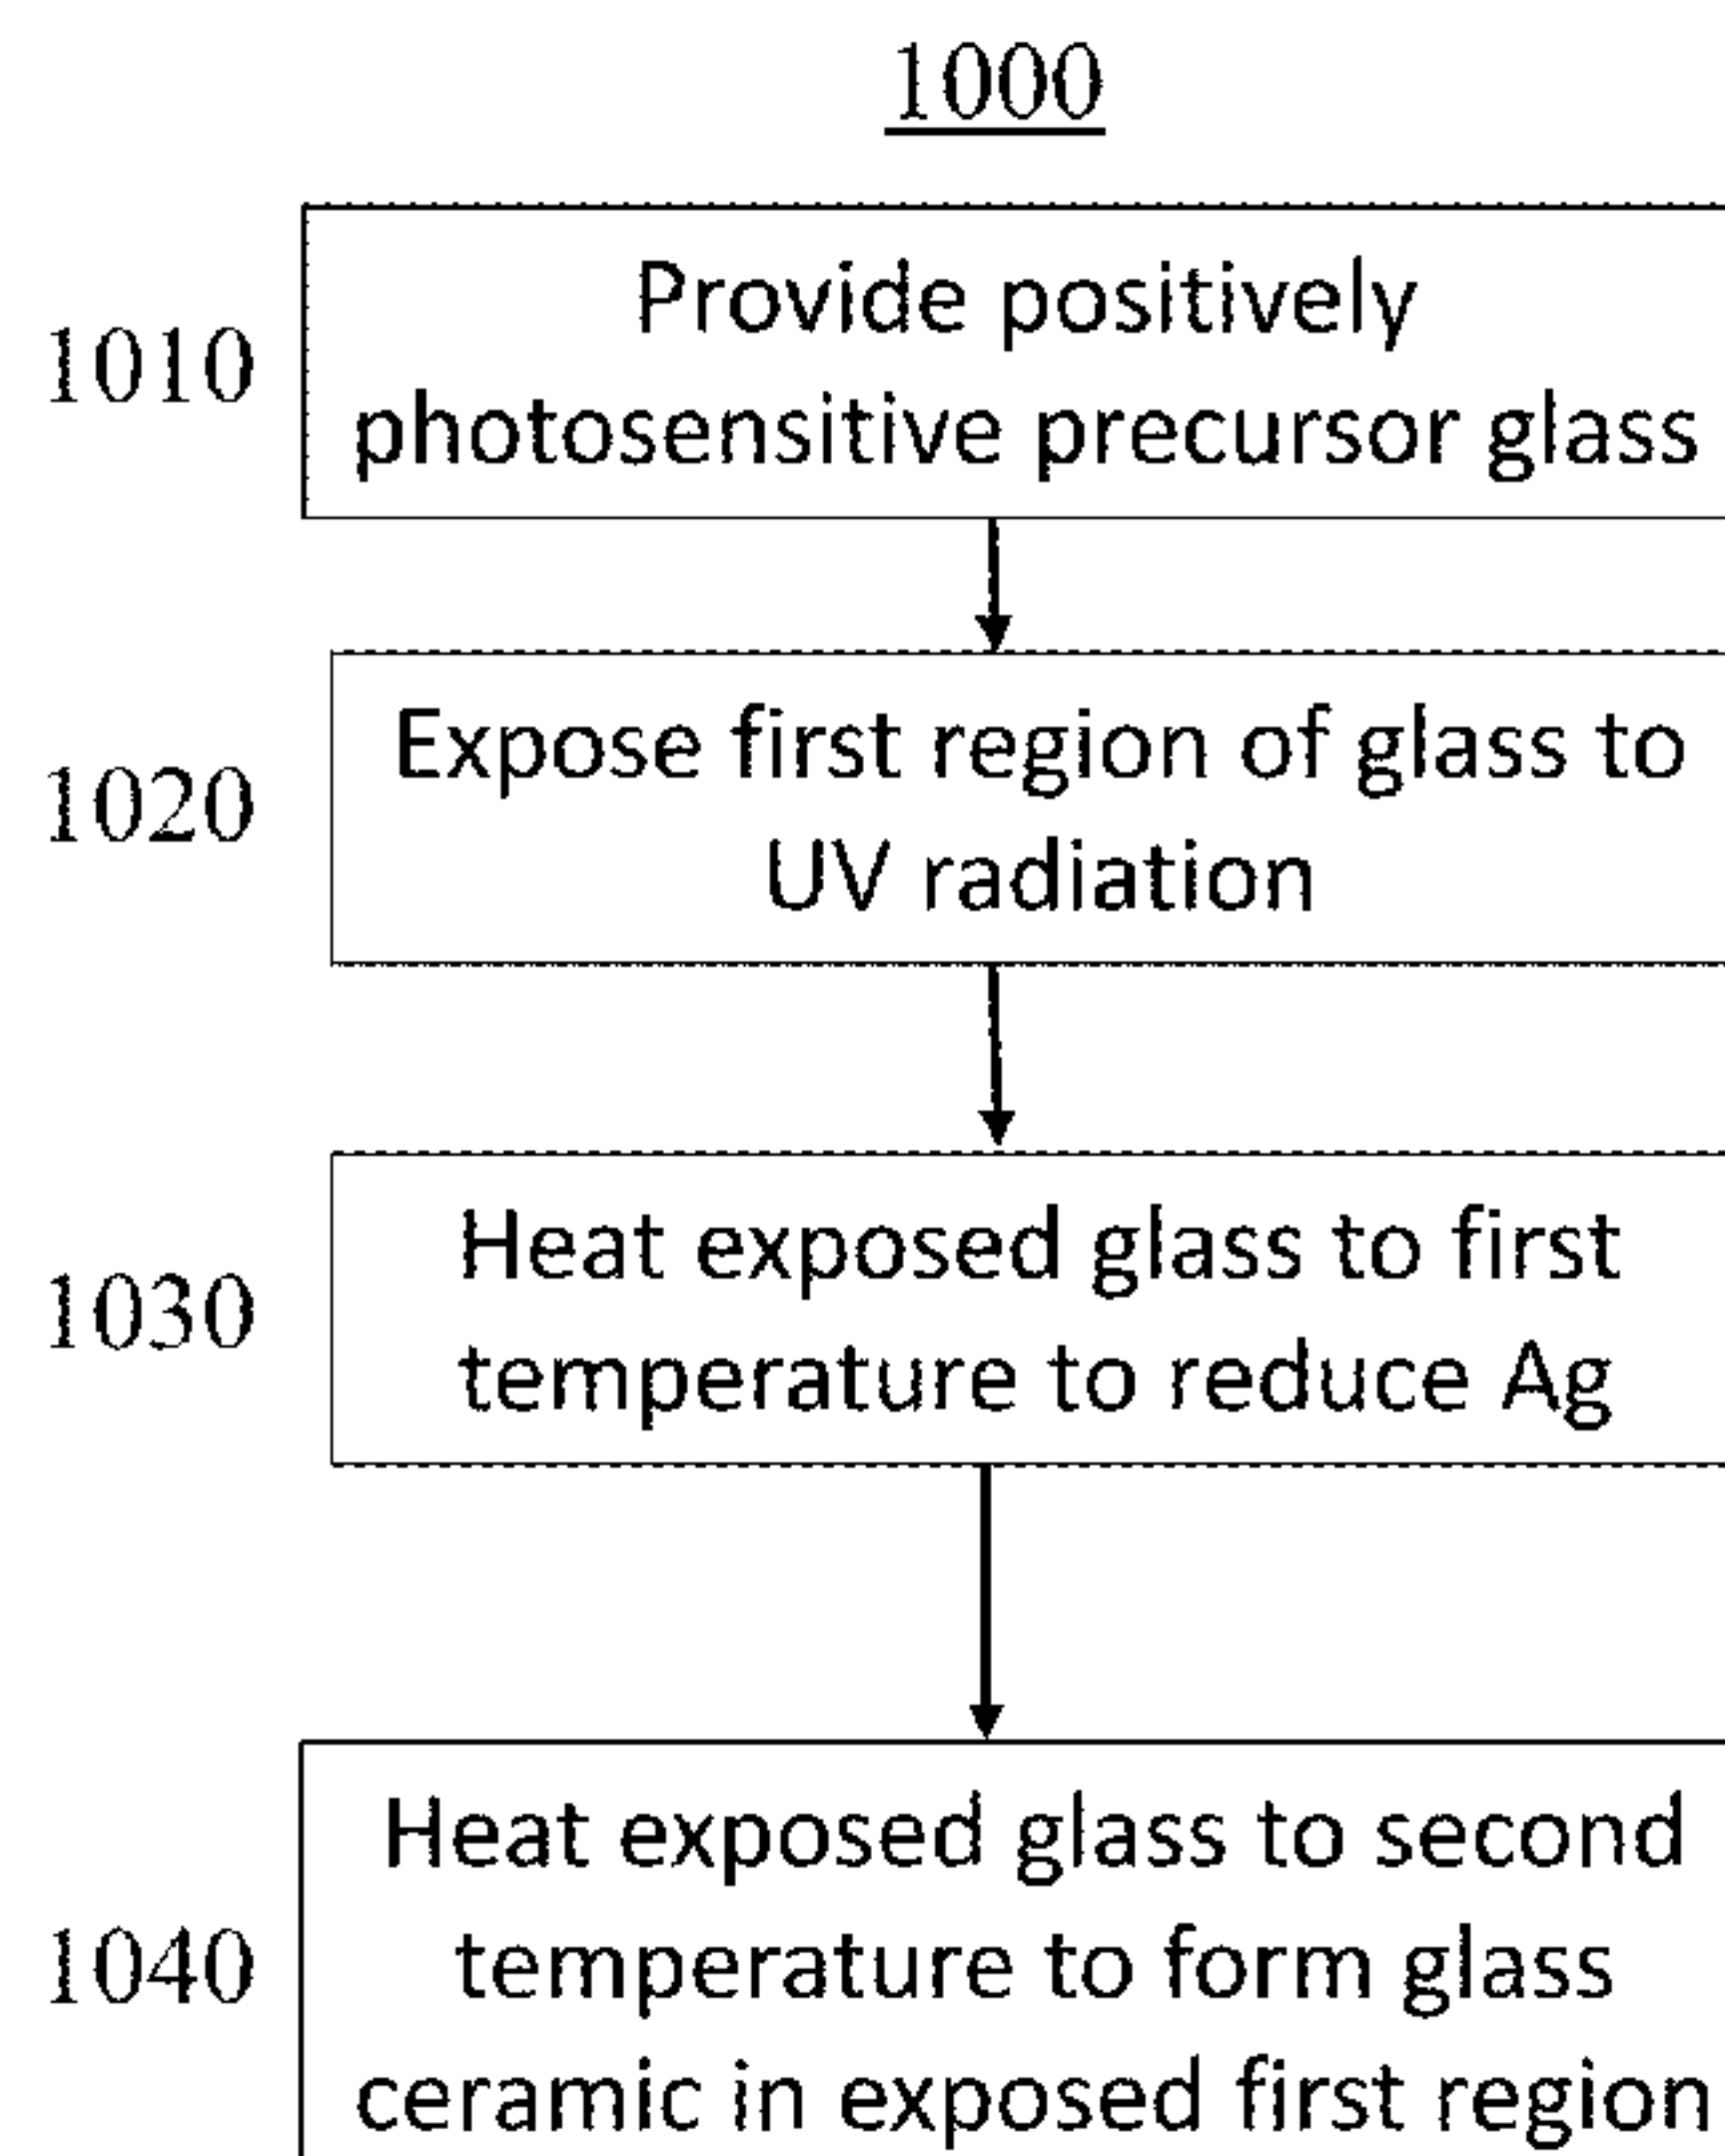 1000
Provide positively
1010
photosensitive precursor glass
Expose first region of glass to
1020
UV radiation
Heat exposed glass to first
1030
temperature to reduce Ag
Heat exposed glass to second
1040
temperature to form glass
ceramic in exposed first region